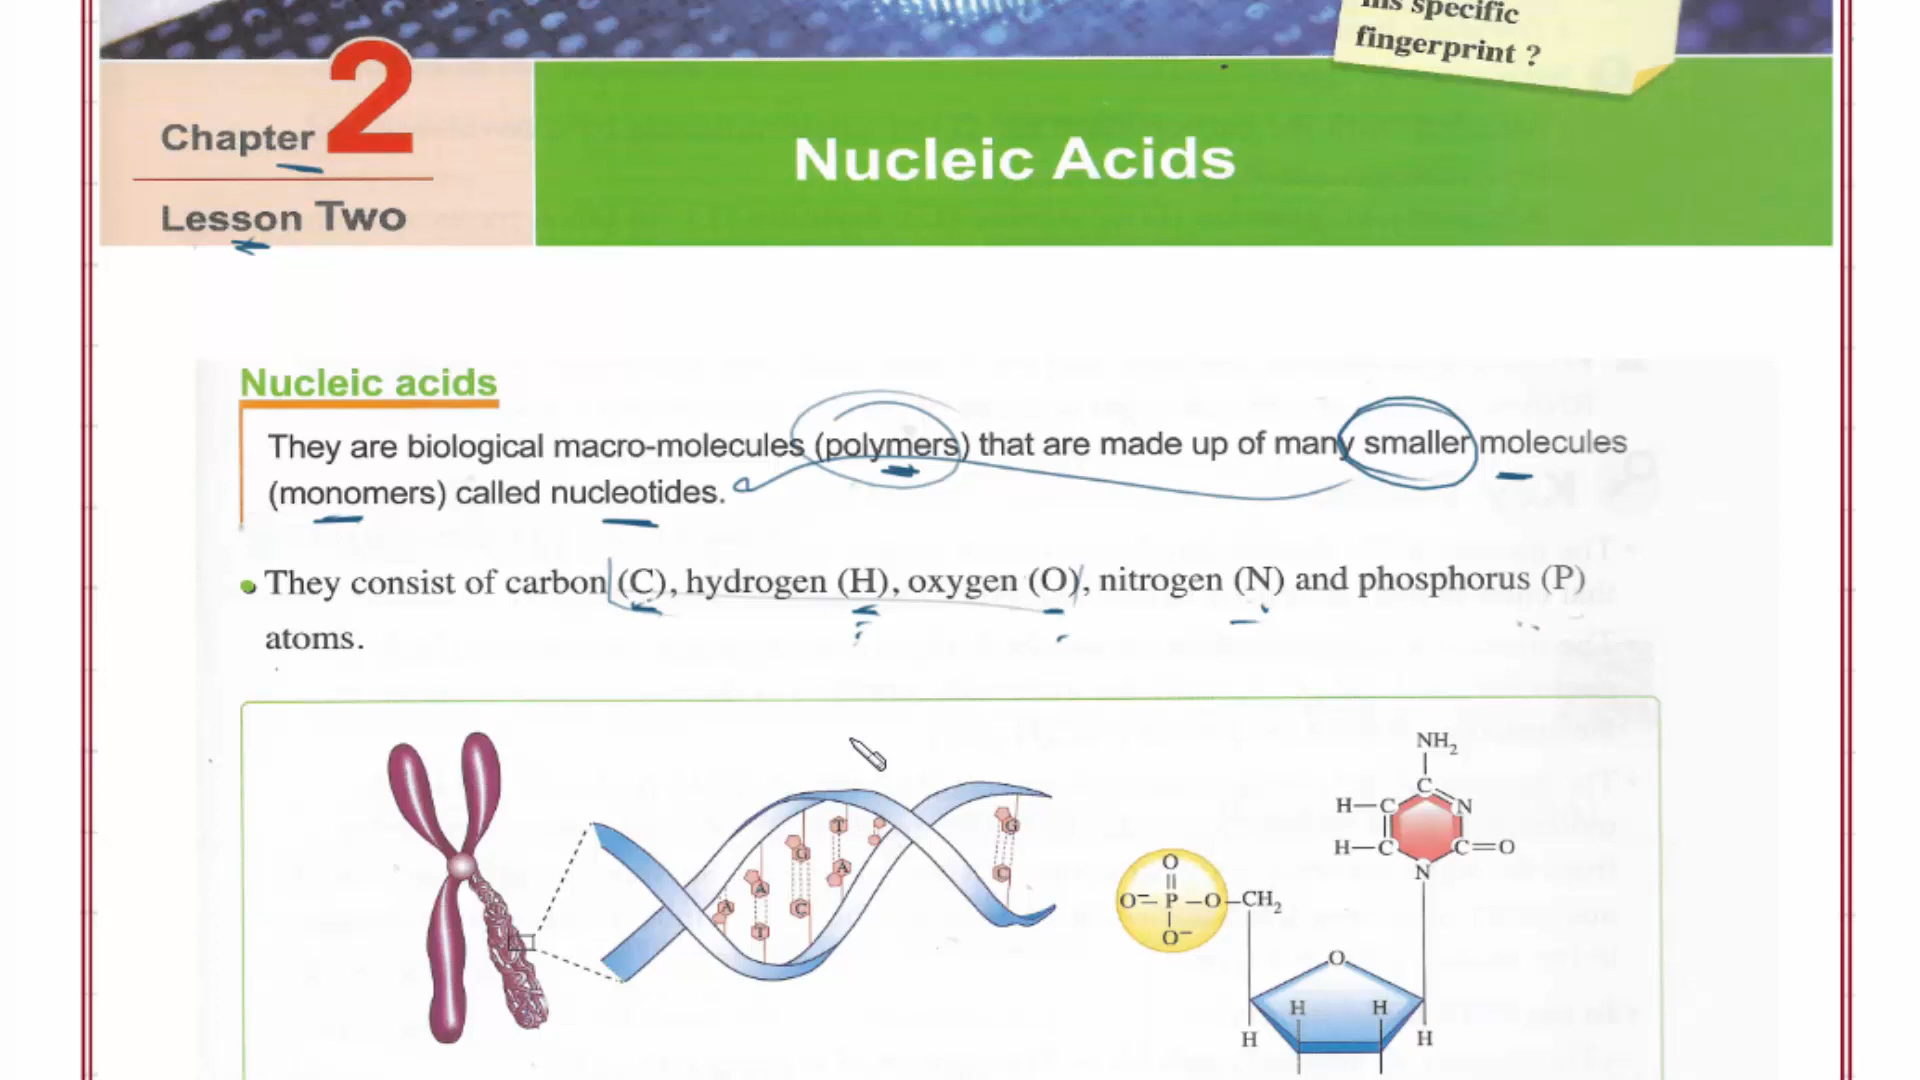 his specific
fingerprint ?
Chapter 2
Lesson Two
Nucleic Acids
Nucleic acids
They are biological macro-molecules (polymers) that are made up of many smaller molecules
(monomers) called nucleotides.
• They consist of carbon (C), hydrogen (H), oxygen (O), nitrogen (N) and phosphorus (P)
atoms.
A
A
T
G
C
T
A
G
C
NH₂
C
H—C
N
H—C
C=O
N
O
O⁻—P—O—CH₂
O⁻
O
H H
H H